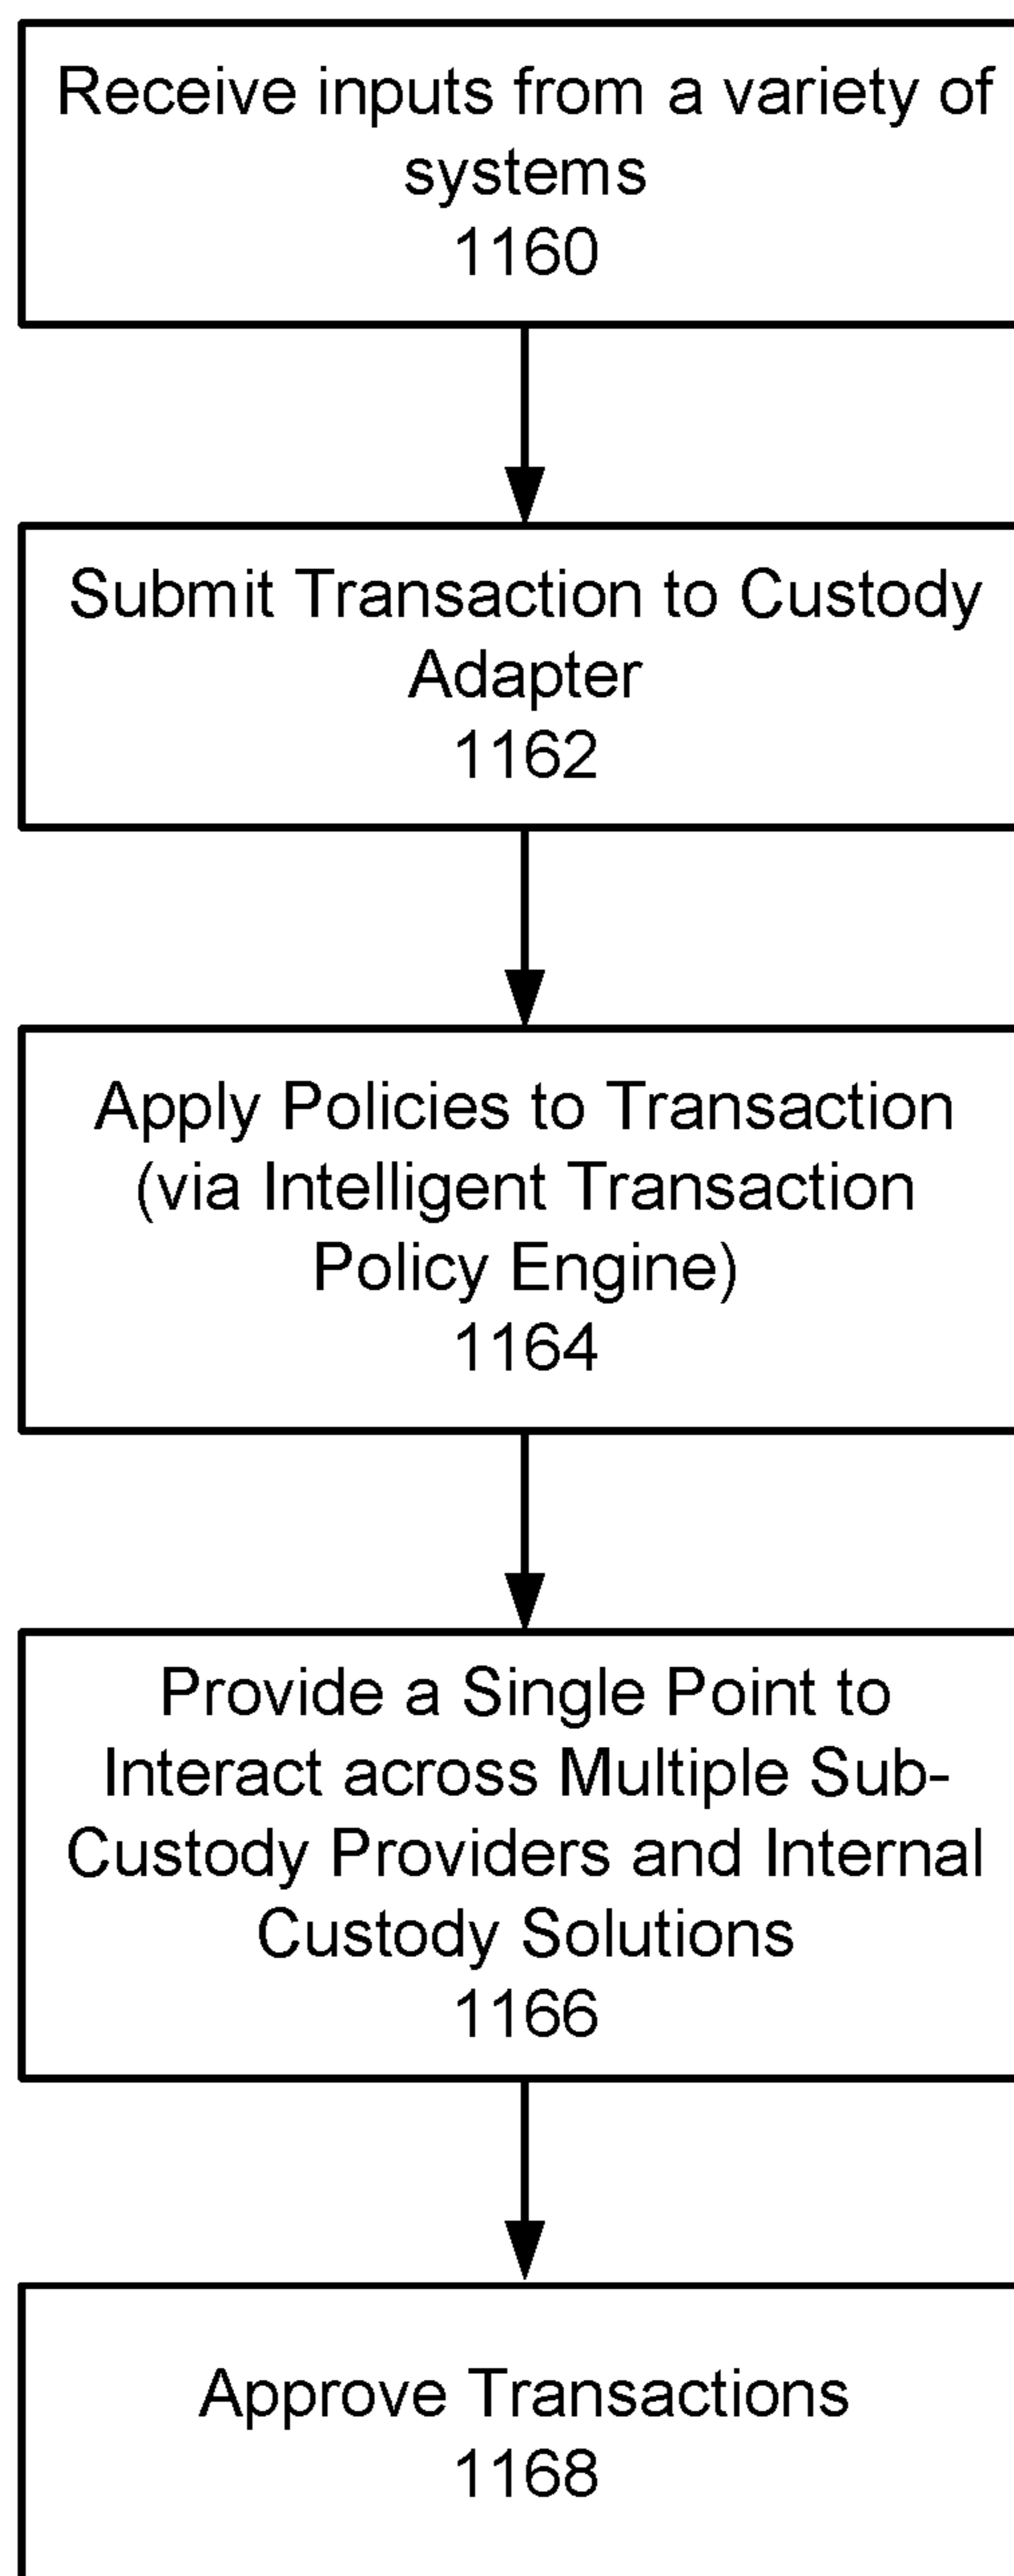 Receive inputs from a variety of
systems
1160
Submit Transaction to Custody
Adapter
1162
Apply Policies to Transaction
(via Intelligent Transaction
Policy Engine)
1164
Provide a Single Point to
Interact across Multiple Sub-
Custody Providers and Internal
Custody Solutions
1166
Approve Transactions
1168